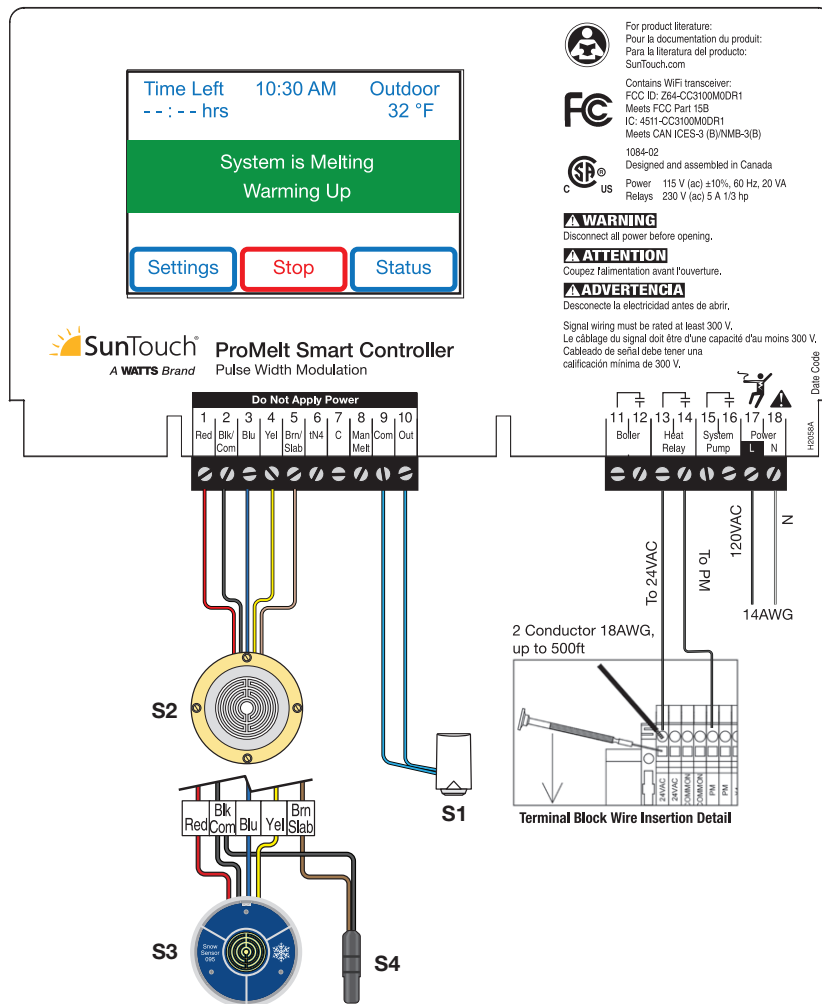 For product literature:
Pour la documentation du produit:
Para la literatura del producto:
SunTouch.com
Contains WiFi transceiver:
FCC ID: Z64-CC3100M0DR1
Meets FCC Part 15B
IC: 4511-CC3100M0DR1
Meets CAN ICES-3 (B)/NMB-3(B)
FC
1084-02
Designed and assembled in Canada
C SA ® US
Power 115 V (ac) ±10%, 60 Hz, 20 VA
Relays 230 V (ac) 5 A 1/3 hp
WARNING
Disconnect all power before opening.
ATTENTION
Coupez l'alimentation avant l'ouverture.
ADVERTENCIA
Desconecte la electricidad antes de abrir.
Signal wiring must be rated at least 300 V.
Le câblage du signal doit être d'une capacité d'au moins 300 V.
Cableado de señal debe tener una
calificación mínima de 300 V.
Date Code
H2058A
Time Left 10:30 AM Outdoor
--:-- hrs 32 °F
System is Melting
Warming Up
Settings Stop Status
SunTouch®
A WATTS Brand
ProMelt Smart Controller
Pulse Width Modulation
Do Not Apply Power
1 2 3 4 5 6 7 8 9 10
Red Blk/Com Blu Yel Brn/Slab tN4 C Man Melt Com Out
11 12 13 14 15 16 17 18
Boiler Heat Relay System Pump Power
L N
To 24VAC
To PM
120VAC
N
14AWG
2 Conductor 18AWG,
up to 500ft
24VAC
24VAC
COMMON
COMMON
PM
PM
Terminal Block Wire Insertion Detail
S2
S1
Red Blk Com Blu Yel Brn Slab
S3
Snow
Sensor
095
S4